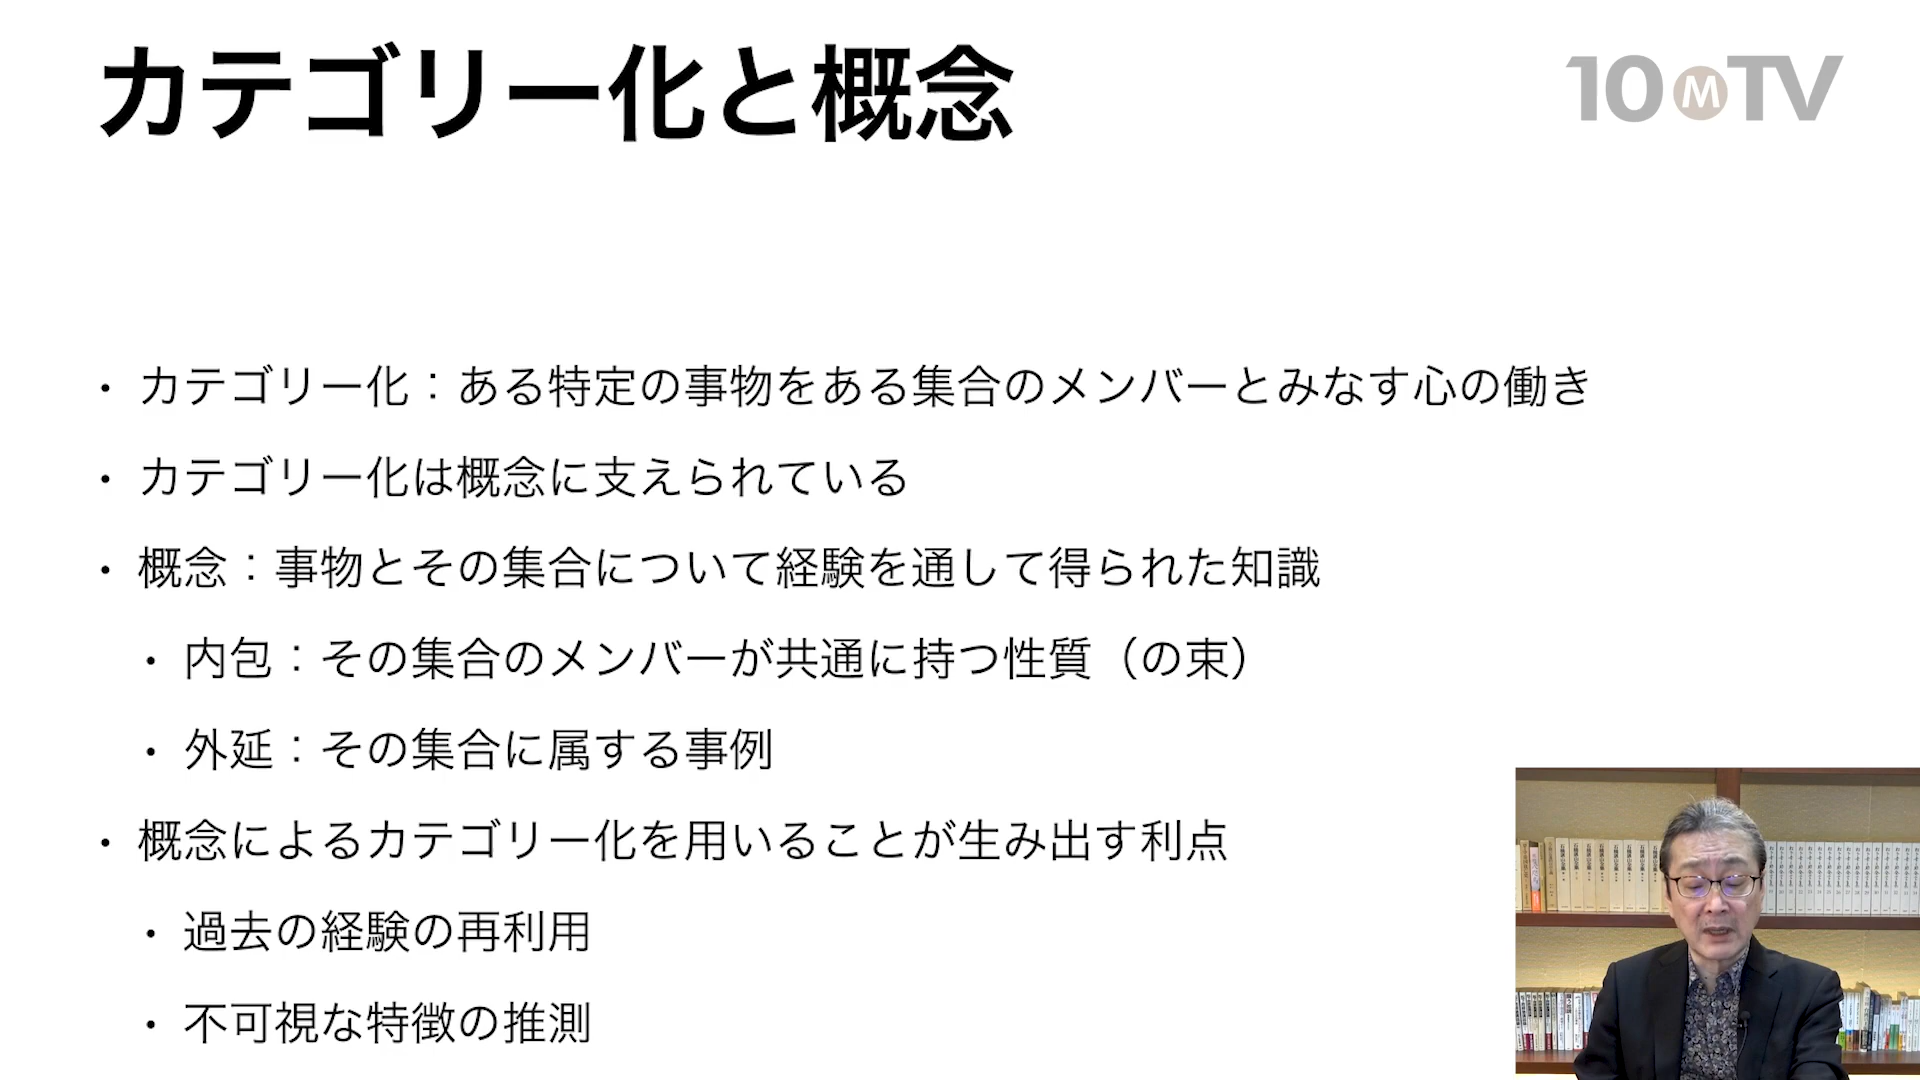 カテゴリー化と概念
10MTV
・カテゴリー化：ある特定の事物をある集合のメンバーとみなす心の働き
・カテゴリー化は概念に支えられている
・概念：事物とその集合について経験を通して得られた知識
・内包：その集合のメンバーが共通に持つ性質（の束）
・外延：その集合に属する事例
・概念によるカテゴリー化を用いることが生み出す利点
・過去の経験の再利用
・不可視な特徴の推測